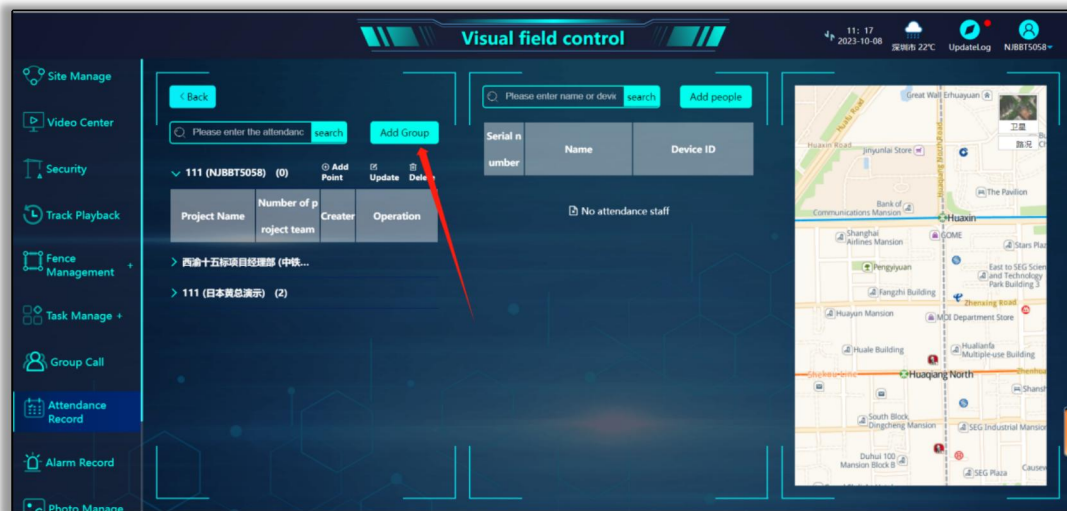 Visual field control
11: 17
2023-10-08
深圳市 22℃
UpdateLog
NJBBT5058
Site Manage
Video Center
Security
Track Playback
Fence
Management +
Task Manage +
Group Call
Attendance
Record
Alarm Record
Photo Manage
< Back
Please enter the attendanc
search
Add Group
111 (NJBBT5058) (0)
Add
Point
Update
Delete
Project Name
Number of p
roject team
Creater
Operation
西渝十五标项目经理部 (中铁...
111 (日本黄总演示) (2)
Please enter name or devic
search
Add people
Serial n
umber
Name
Device ID
No attendance staff
Great Wall Erhuayuan
卫星
路况
Huaxin Road
Jinyunlai Store
The Pavilion
Bank of
Communications Mansion
Huaxin
Shanghai
Airlines Mansion
GOME
Stars Plaz
Pengyiyuan
East to SEG Scien
and Technology
Park Building 3
Fangzhi Building
Zhenxing Road
Huayun Mansion
MOI Department Store
Huale Building
Hualianfa
Multiple-use Building
Huaqiang North
Shansh
South Block
Dingcheng Mansion
SEG Industrial Mansion
Duhui 100
Mansion Block B
SEG Plaza
Causew